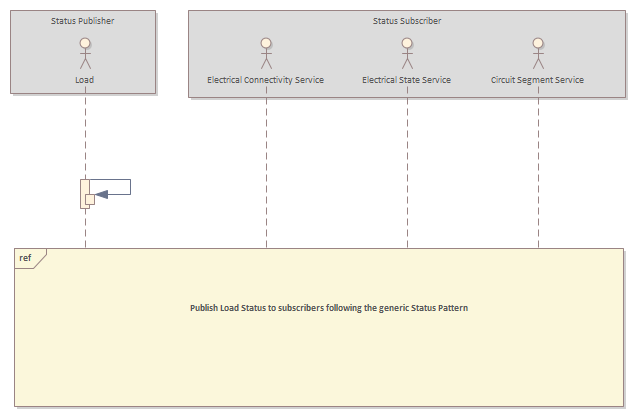 Status Publisher
Status Subscriber
Load
Electrical Connectivity Service
Electrical State Service
Circuit Segment Service
ref
Publish Load Status to subscribers following the generic Status Pattern